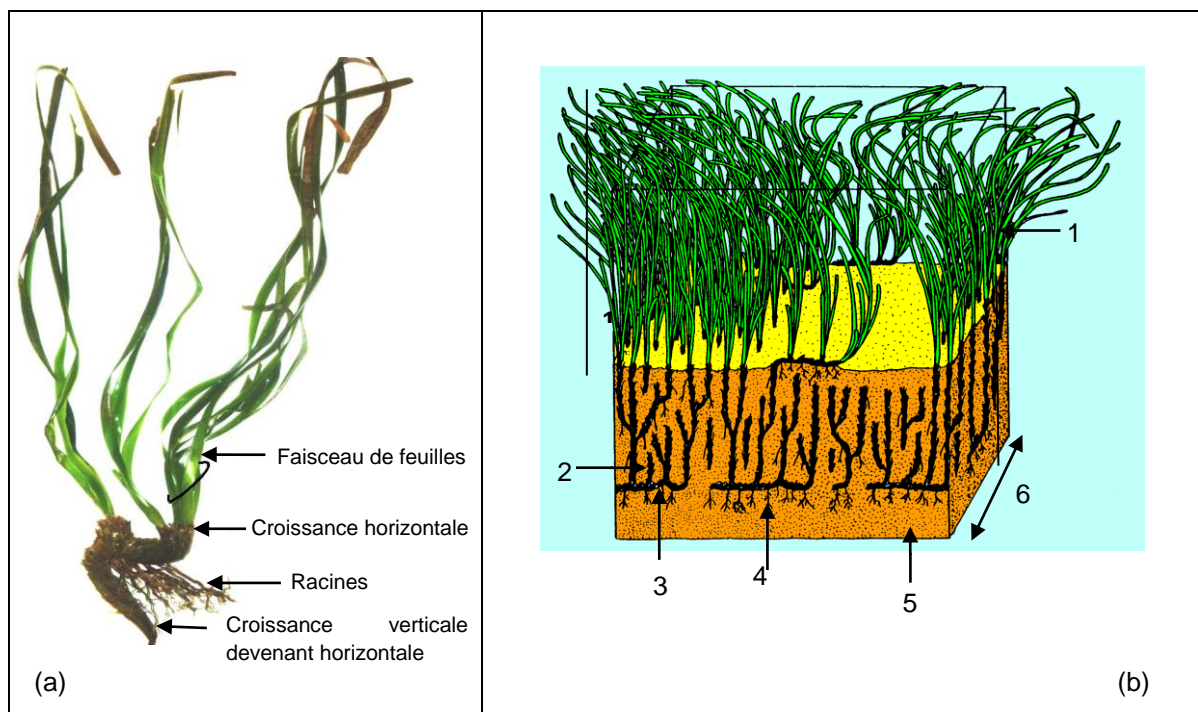 Faisceau de feuilles
Croissance horizontale
Racines
Croissance verticale
devenant horizontale
(a)
1
2
3
4
5
6
(b)